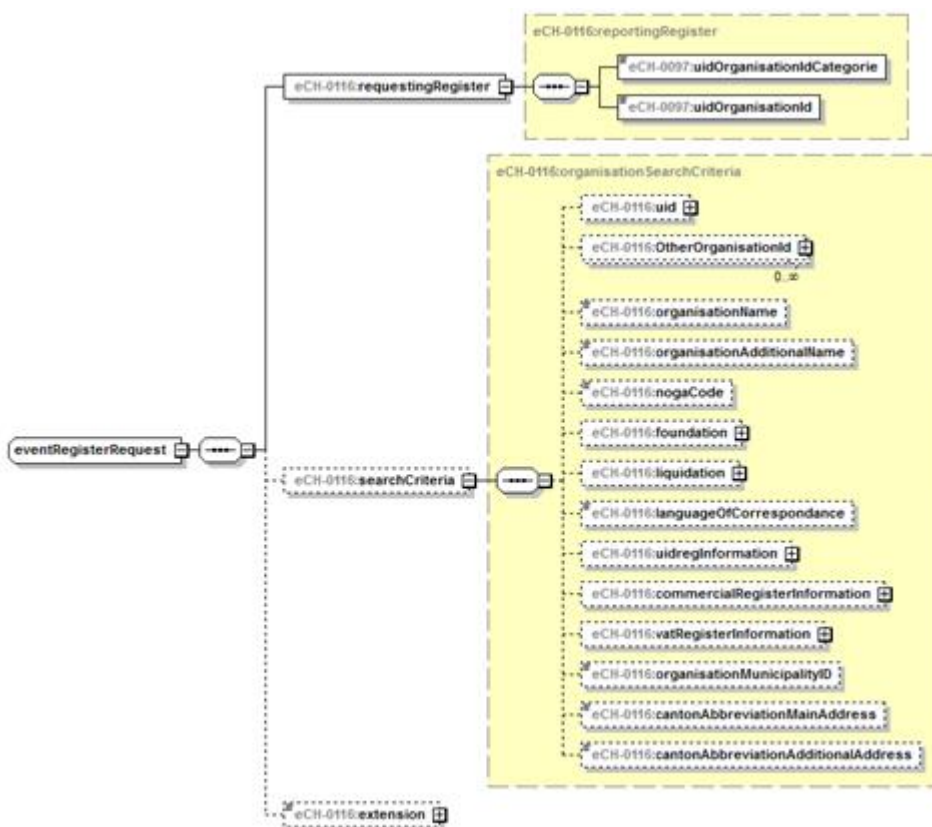 eCH-0116:reportingRegister
eCH-0116:requestingRegister
eCH-0097:uidOrganisationIdCategorie
eCH-0097:uidOrganisationId
eCH-0116:organisationSearchCriteria
eCH-0116:uid
eCH-0116:OtherOrganisationId
0..∞
eCH-0116:organisationName
eCH-0116:organisationAdditionalName
eCH-0116:nogaCode
eCH-0116:foundation
eventRegisterRequest
eCH-0116:searchCriteria
eCH-0116:liquidation
eCH-0116:languageOfCorrespondance
eCH-0116:uidregInformation
eCH-0116:commercialRegisterInformation
eCH-0116:vatRegisterInformation
eCH-0116:organisationMunicipalityID
eCH-0116:cantonAbbreviationMainAddress
eCH-0116:cantonAbbreviationAdditionalAddress
eCH-0116:extension